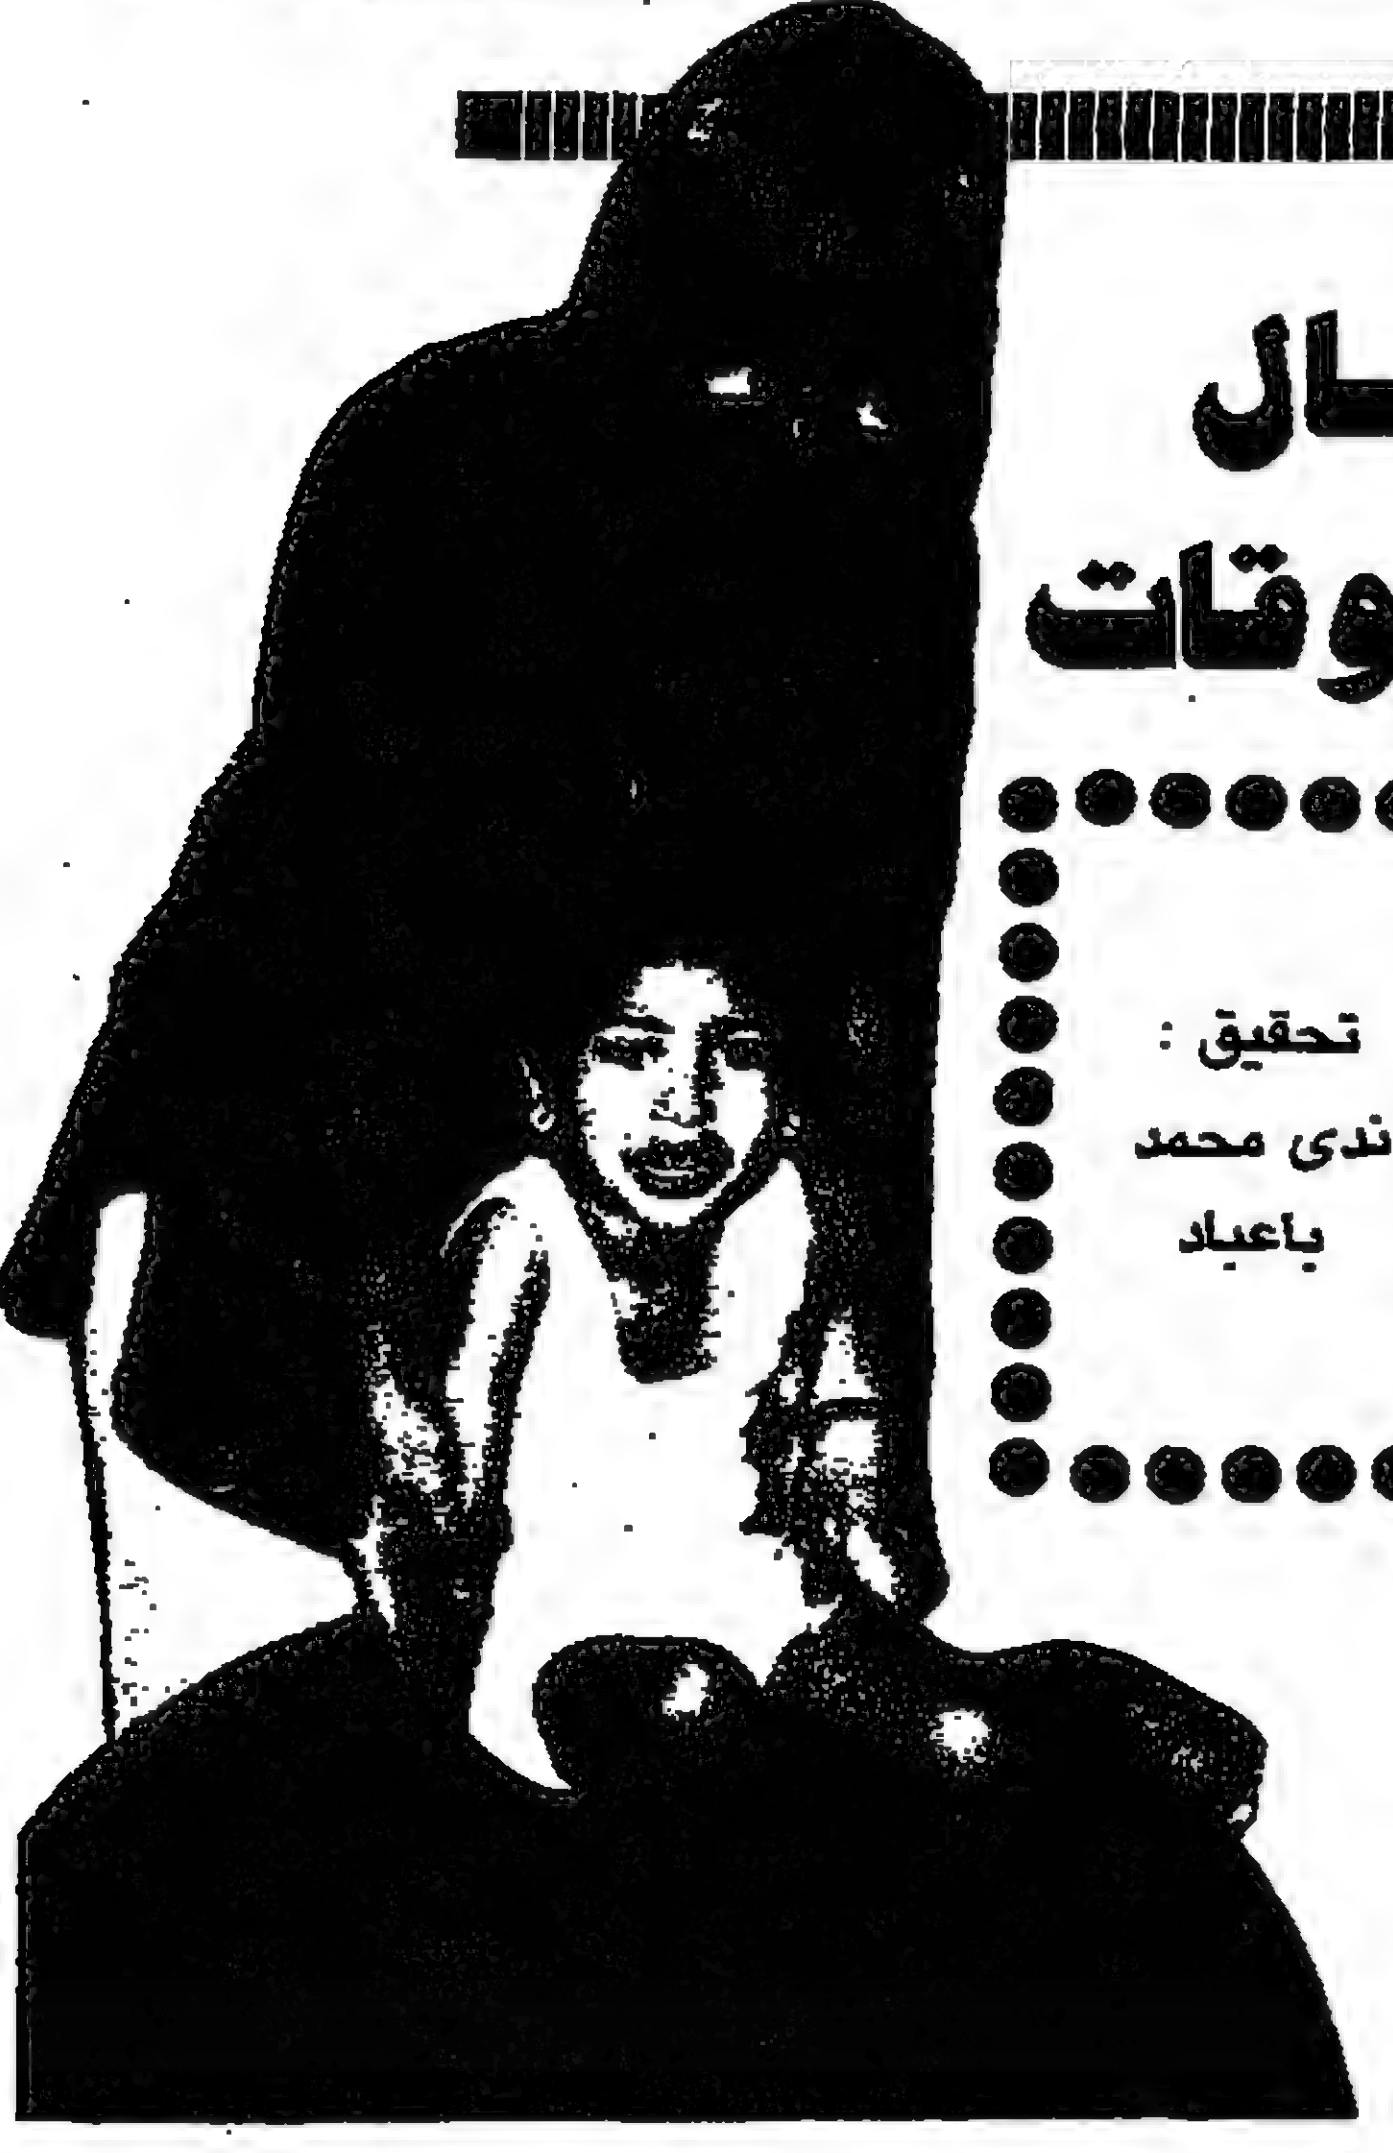 ـال
وقات
تحقيق :
ندى محمد
باعباد